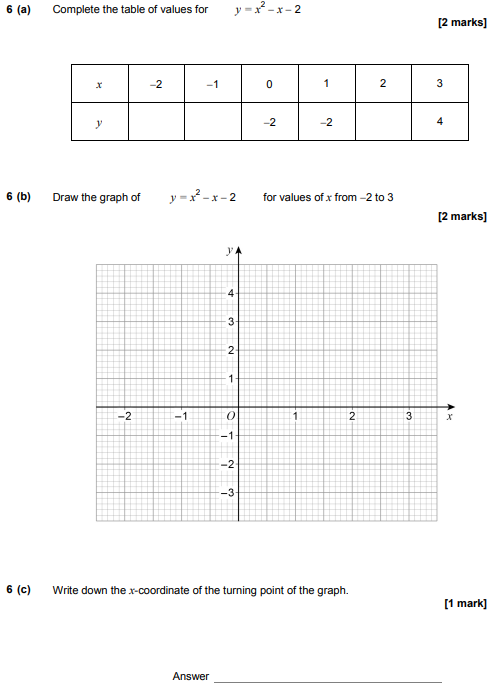 6 (a) Complete the table of values for y = x² – x – 2
[2 marks]
x –2 –1 0 1 2 3
y –2 –2 4
6 (b) Draw the graph of y = x² – x – 2 for values of x from –2 to 3
[2 marks]
y
4
3
2
1
–2 –1 O 1 2 3 x
–1
–2
–3
6 (c) Write down the x-coordinate of the turning point of the graph.
[1 mark]
Answer